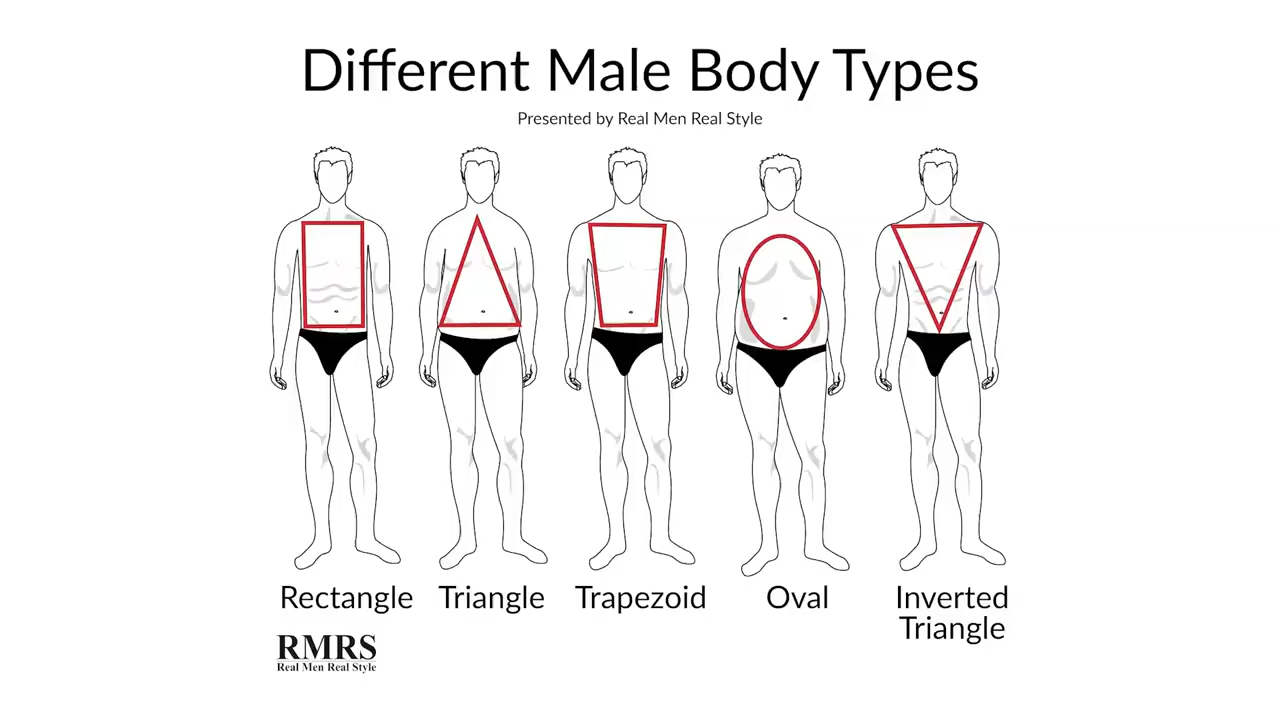 Different Male Body Types
Presented by Real Men Real Style
Rectangle
Triangle
Trapezoid
Oval
Inverted
Triangle
RMRS
Real Men Real Style